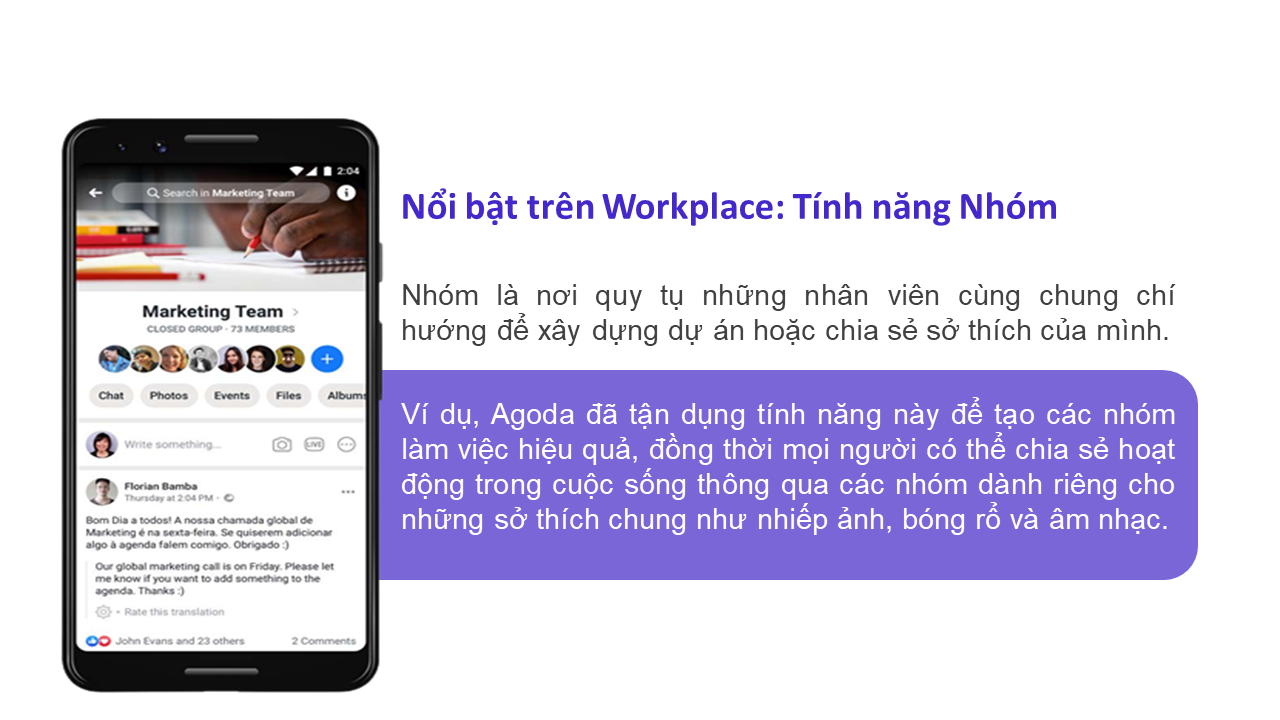 2:04
Search in Marketing Team
Marketing Team
CLOSED GROUP · 73 MEMBERS
Chat Photos Events Files Albums
Write something...
LIVE
Florian Bamba
Thursday at 2:04 PM ·
Bom Dia a todos! A nossa chamada global de
Marketing é na sexta-feira. Se quiserem adicionar
algo à agenda falem comigo. Obrigado :)
Our global marketing call is on Friday. Please let
me know if you want to add something to the
agenda. Thanks :)
• Rate this translation
John Evans and 23 others 2 Comments
Nổi bật trên Workplace: Tính năng Nhóm
Nhóm là nơi quy tụ những nhân viên cùng chung chí
hướng để xây dựng dự án hoặc chia sẻ sở thích của mình.
Ví dụ, Agoda đã tận dụng tính năng này để tạo các nhóm
làm việc hiệu quả, đồng thời mọi người có thể chia sẻ hoạt
động trong cuộc sống thông qua các nhóm dành riêng cho
những sở thích chung như nhiếp ảnh, bóng rổ và âm nhạc.